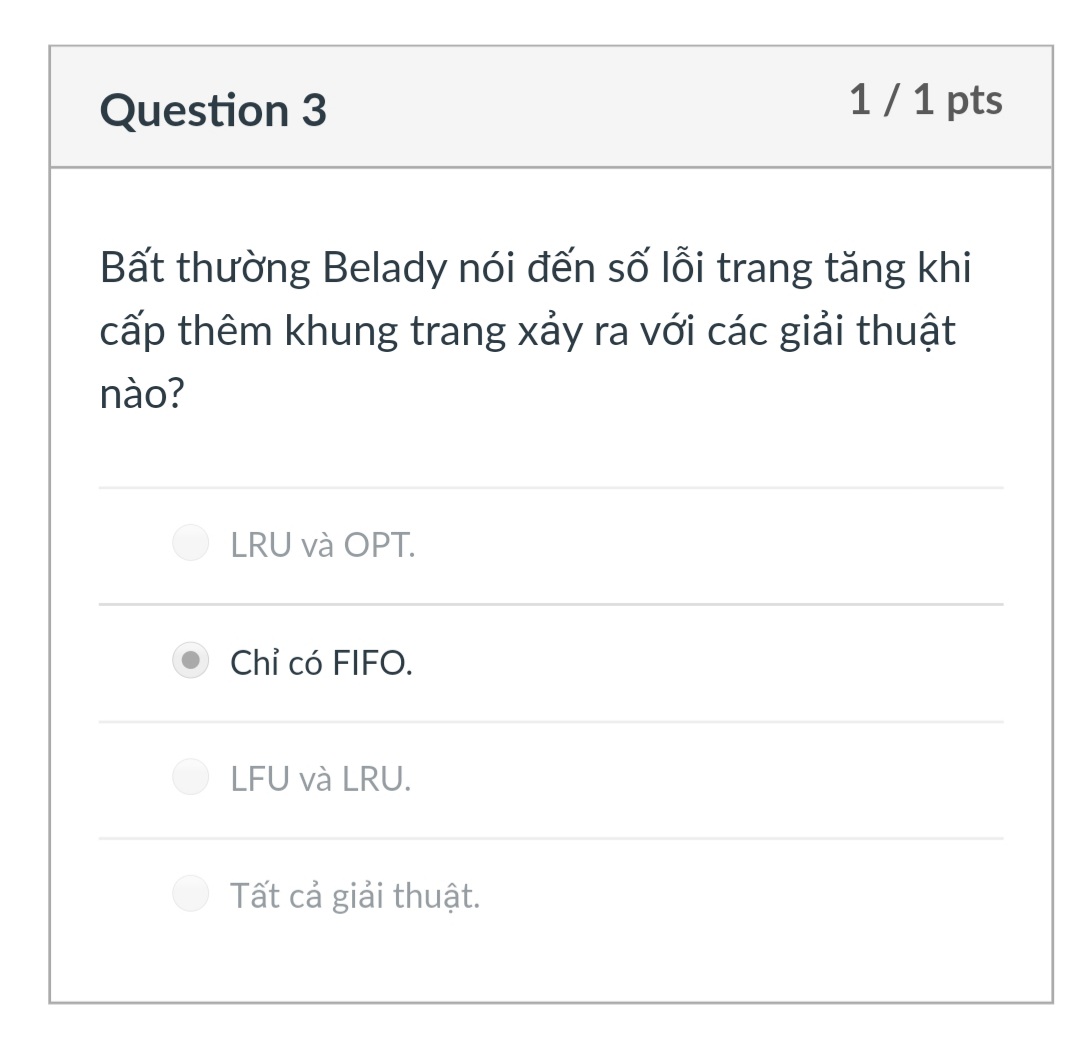 Question 3
1 / 1 pts
Bất thường Belady nói đến số lỗi trang tăng khi
cấp thêm khung trang xảy ra với các giải thuật
nào?
LRU và OPT.
Chỉ có FIFO.
LFU và LRU.
Tất cả giải thuật.